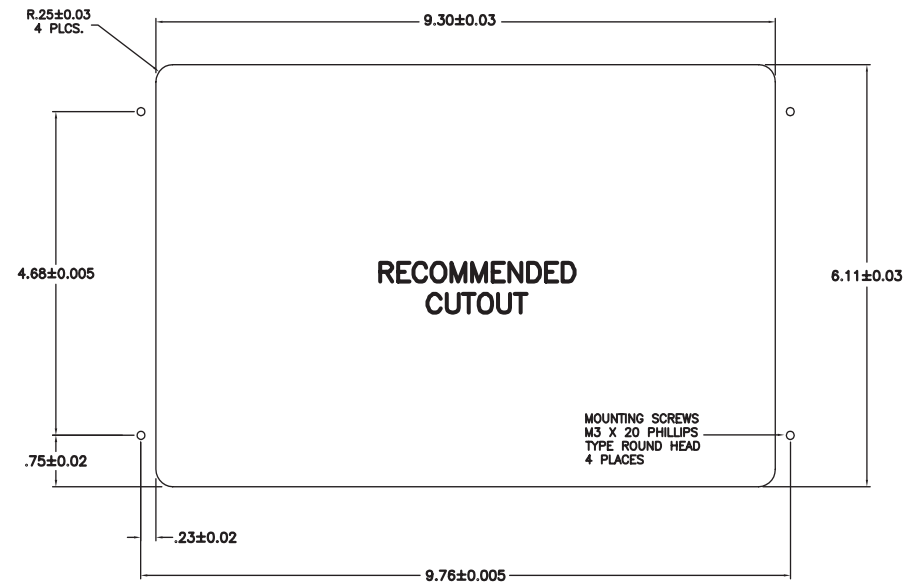 R.25±0.03
4 PLCS.
9.30±0.03
4.68±0.005
RECOMMENDED
CUTOUT
6.11±0.03
MOUNTING SCREWS
M3 X 20 PHILLIPS
TYPE ROUND HEAD
4 PLACES
.75±0.02
.23±0.02
9.76±0.005